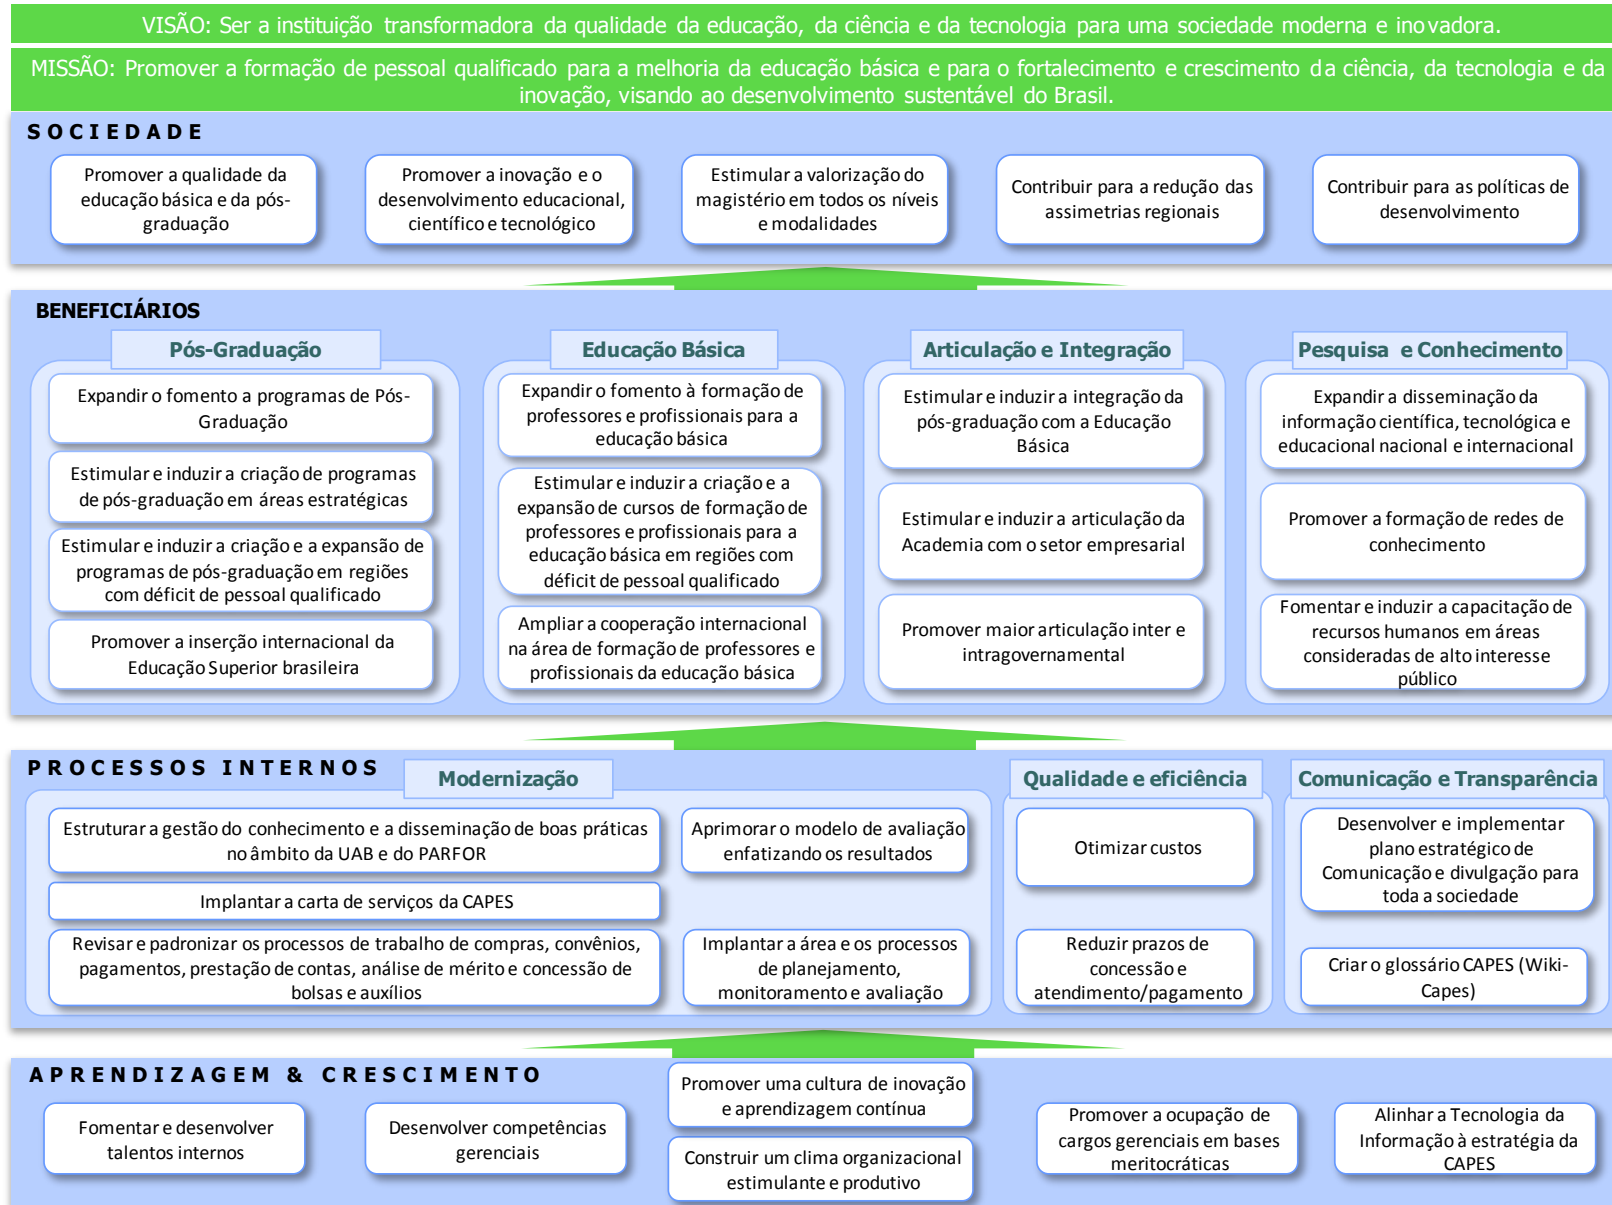 VISÃO: Ser a instituição transformadora da qualidade da educação, da ciência e da tecnologia para uma sociedade moderna e inovadora.
MISSÃO: Promover a formação de pessoal qualificado para a melhoria da educação básica e para o fortalecimento e crescimento da ciência, da tecnologia e da
inovação, visando ao desenvolvimento sustentável do Brasil.
SOCIEDADE
Promover a qualidade da
educação básica e da pós-
graduação
Promover a inovação e o
desenvolvimento educacional,
científico e tecnológico
Estimular a valorização do
magistério em todos os níveis
e modalidades
Contribuir para a redução das
assimetrias regionais
Contribuir para as políticas de
desenvolvimento
BENEFICIÁRIOS
Pós-Graduação
Expandir o fomento a programas de Pós-
Graduação
Estimular e induzir a criação de programas
de pós-graduação em áreas estratégicas
Estimular e induzir a criação e a expansão de
programas de pós-graduação em regiões
com déficit de pessoal qualificado
Promover a inserção internacional da
Educação Superior brasileira
Educação Básica
Expandir o fomento à formação de
professores e profissionais para a
educação básica
Estimular e induzir a criação e a
expansão de cursos de formação de
professores e profissionais para a
educação básica em regiões com
déficit de pessoal qualificado
Ampliar a cooperação internacional
na área de formação de professores e
profissionais da educação básica
Articulação e Integração
Estimular e induzir a integração da
pós-graduação com a Educação
Básica
Estimular e induzir a articulação da
Academia com o setor empresarial
Promover maior articulação inter e
intragovernamental
Pesquisa e Conhecimento
Expandir a disseminação da
informação científica, tecnológica e
educacional nacional e internacional
Promover a formação de redes de
conhecimento
Fomentar e induzir a capacitação de
recursos humanos em áreas
consideradas de alto interesse
público
PROCESSOS INTERNOS
Modernização
Estruturar a gestão do conhecimento e a disseminação de boas práticas
no âmbito da UAB e do PARFOR
Implantar a carta de serviços da CAPES
Revisar e padronizar os processos de trabalho de compras, convênios,
pagamentos, prestação de contas, análise de mérito e concessão de
bolsas e auxílios
Aprimorar o modelo de avaliação
enfatizando os resultados
Implantar a área e os processos
de planejamento,
monitoramento e avaliação
Qualidade e eficiência
Otimizar custos
Reduzir prazos de
concessão e
atendimento/pagamento
Comunicação e Transparência
Desenvolver e implementar
plano estratégico de
Comunicação e divulgação para
toda a sociedade
Criar o glossário CAPES (Wiki-
Capes)
APRENDIZAGEM & CRESCIMENTO
Fomentar e desenvolver
talentos internos
Desenvolver competências
gerenciais
Promover uma cultura de inovação
e aprendizagem contínua
Construir um clima organizacional
estimulante e produtivo
Promover a ocupação de
cargos gerenciais em bases
meritocráticas
Alinhar a Tecnologia da
Informação à estratégia da
CAPES